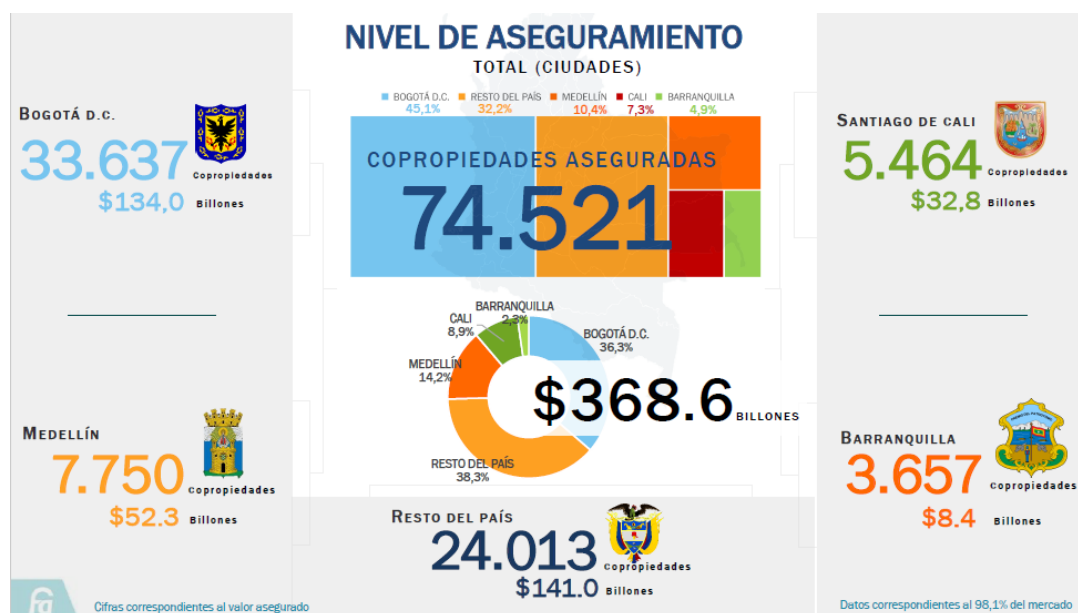 NIVEL DE ASEGURAMIENTO
TOTAL (CIUDADES)
BOGOTÁ D.C. RESTO DEL PAÍS MEDELLÍN CALI BARRANQUILLA
45,1% 32,2% 10,4% 7,3% 4,9%
COPROPIEDADES ASEGURADAS
74.521
BOGOTÁ D.C.
33.637 Copropiedades
$134,0 Billones
SANTIAGO DE CALI
5.464 Copropiedades
$32,8 Billones
BARRANQUILLA
2,3%
CALI
8,9%
BOGOTÁ D.C.
36,3%
MEDELLÍN
14,2%
$368.6 BILLONES
RESTO DEL PAÍS
38,3%
MEDELLÍN
7.750 Copropiedades
$52.3 Billones
BARRANQUILLA
3.657 Copropiedades
$8.4 Billones
RESTO DEL PAÍS
24.013 Copropiedades
$141.0 Billones
Cifras correspondientes al valor asegurado
Datos correspondientes al 98,1% del mercado